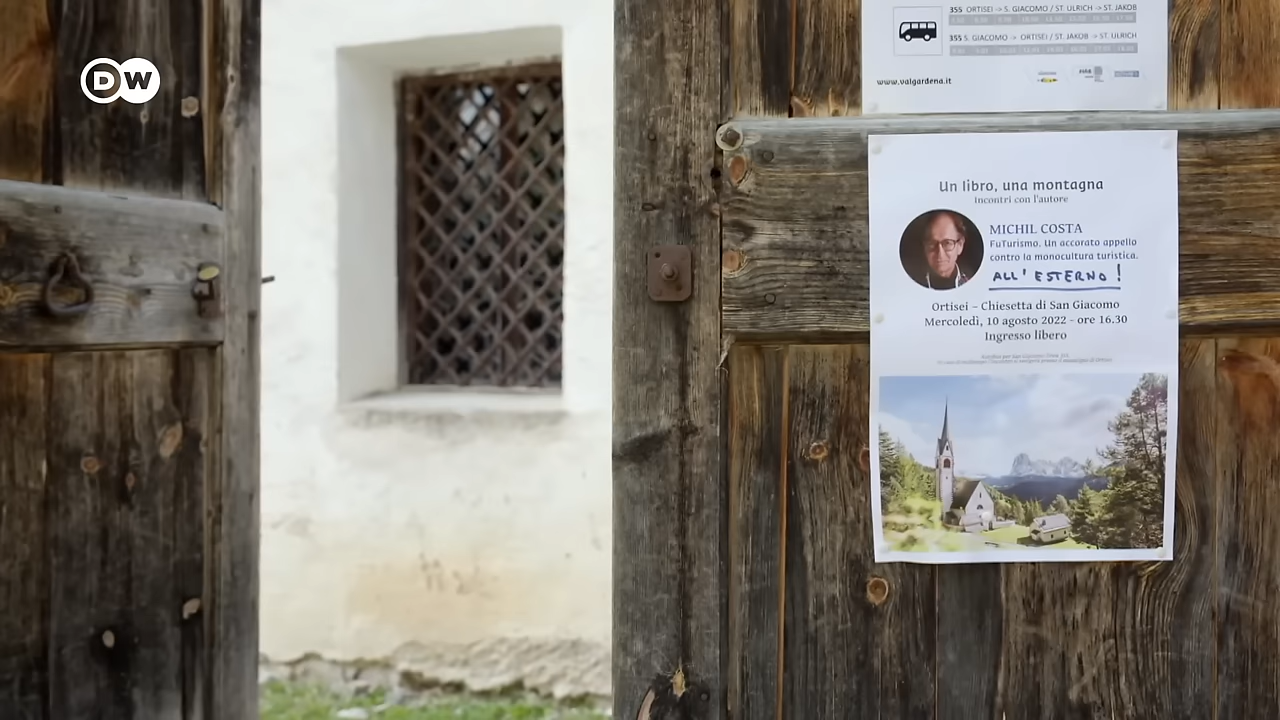 DW
355 ORTISEI -> S. GIACOMO / ST. ULRICH -> ST. JAKOB
355 S. GIACOMO -> ORTISEI / ST. JAKOB -> ST. ULRICH
www.valgardena.it
Un libro, una montagna
incontri con l'autore
MICHIL COSTA
FuTurismo. Un accorato appello
contro la monocultura turistica.
ALL' ESTERNO!
Ortisei – Chiesetta di San Giacomo
Mercoledì, 10 agosto 2022 - ore 16.30
Ingresso libero